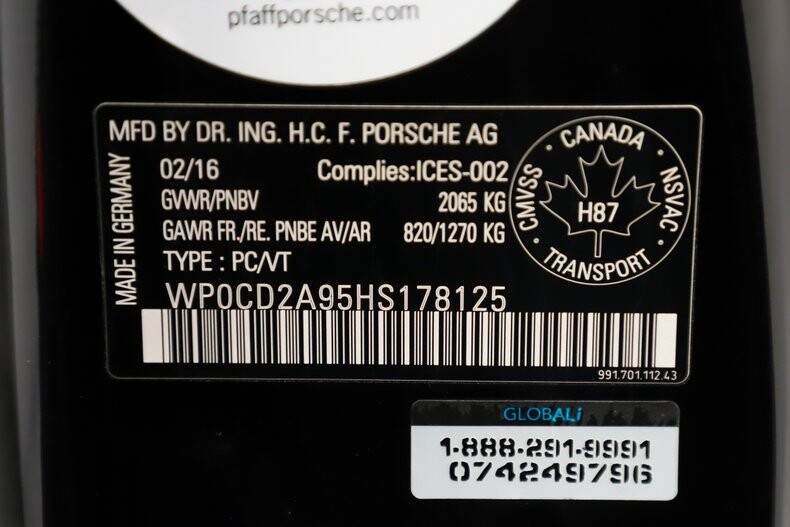 pfaffporsche.com
MFD BY DR. ING. H.C. F. PORSCHE AG
MADE IN GERMANY
02/16 Complies:ICES-002
GVWR/PNBV 2065 KG
GAWR FR./RE. PNBE AV/AR 820/1270 KG
TYPE : PC/VT
WP0CD2A95HS178125
CANADA
CMVSS NSVAC
H87
TRANSPORT
991.701.112.43
GLOBALi
1-888-291-9991
074249796